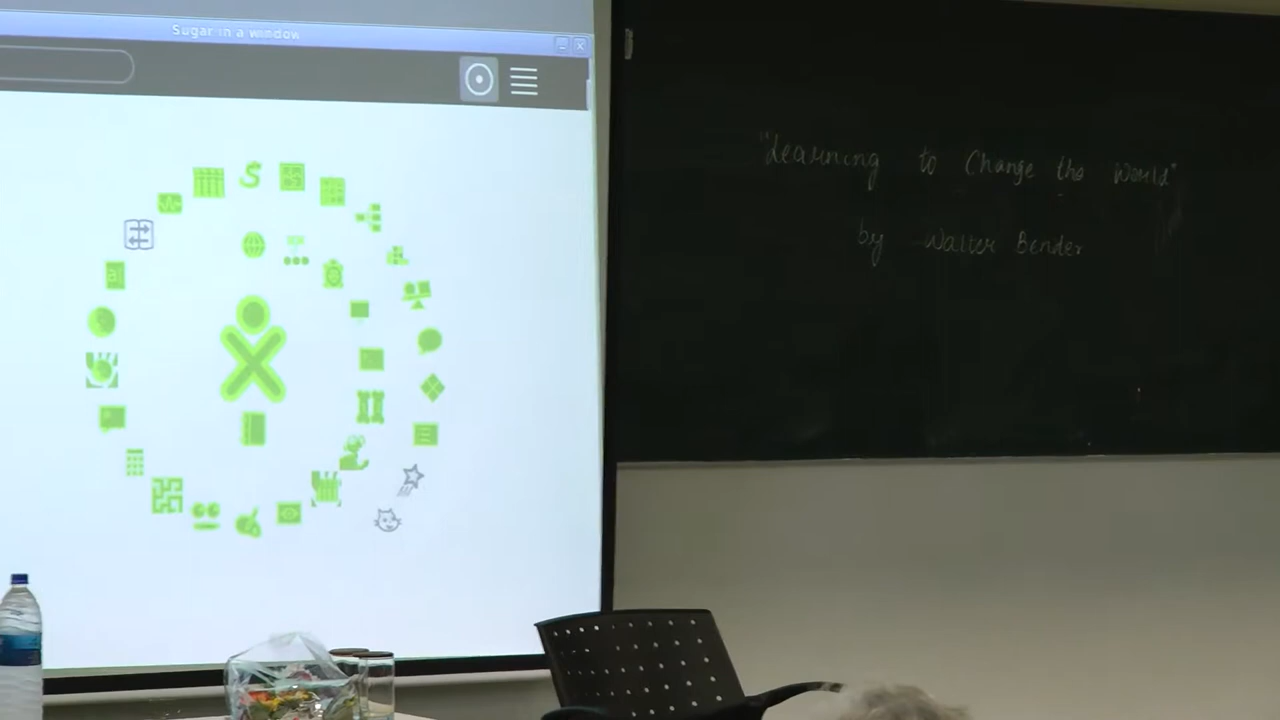 Sugar in a window
"Learning to Change the World"
by Walter Bender